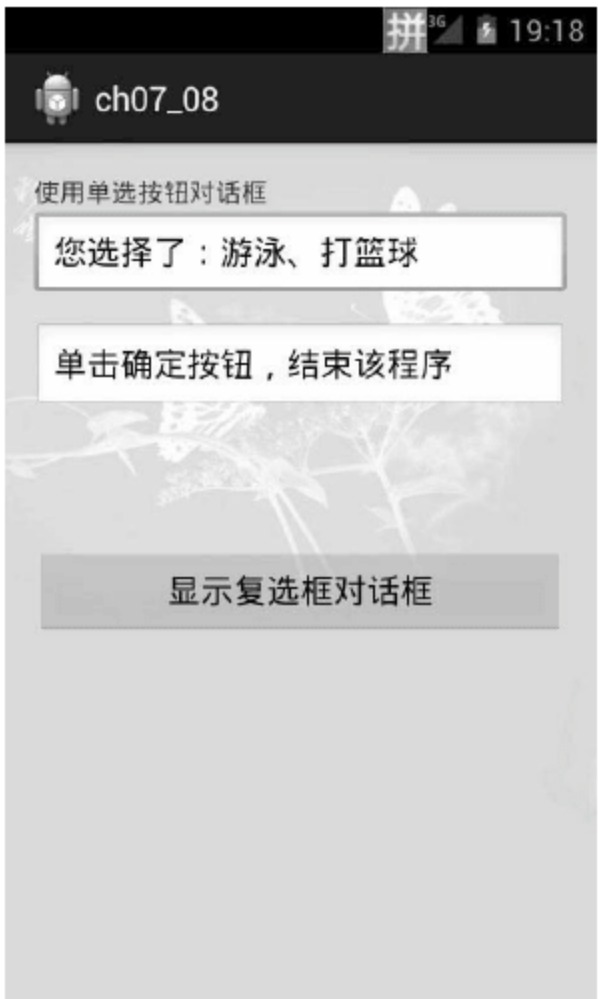 拼 3G 19:18
ch07_08
使用单选按钮对话框
您选择了：游泳、打篮球
单击确定按钮，结束该程序
显示复选框对话框